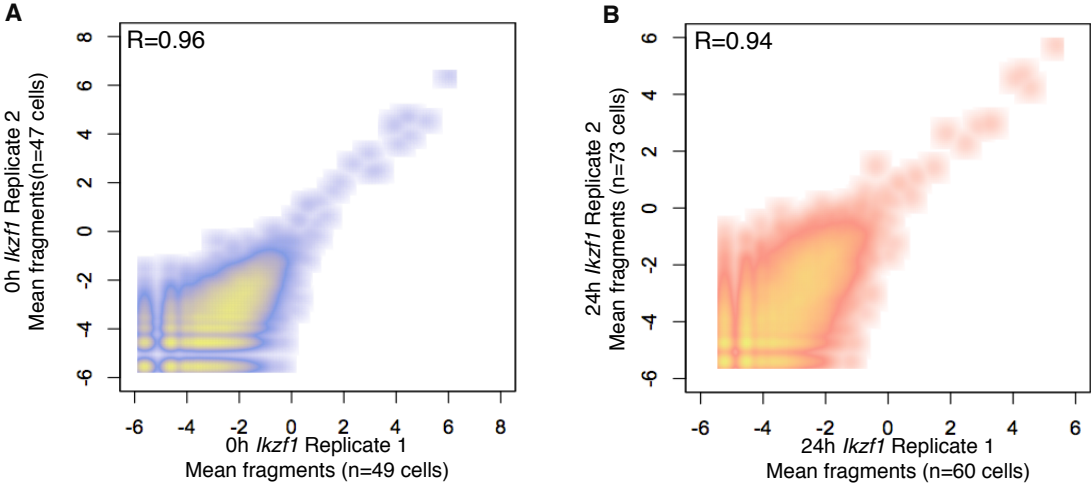 A
R=0.96
0h Ikzf1 Replicate 2
Mean fragments(n=47 cells)
8
6
4
2
0
-2
-4
-6
-6 -4 -2 0 2 4 6 8
0h Ikzf1 Replicate 1
Mean fragments (n=49 cells)
B
R=0.94
24h Ikzf1 Replicate 2
Mean fragments (n=73 cells)
6
4
2
0
-2
-4
-6
-6 -4 -2 0 2 4 6
24h Ikzf1 Replicate 1
Mean fragments (n=60 cells)